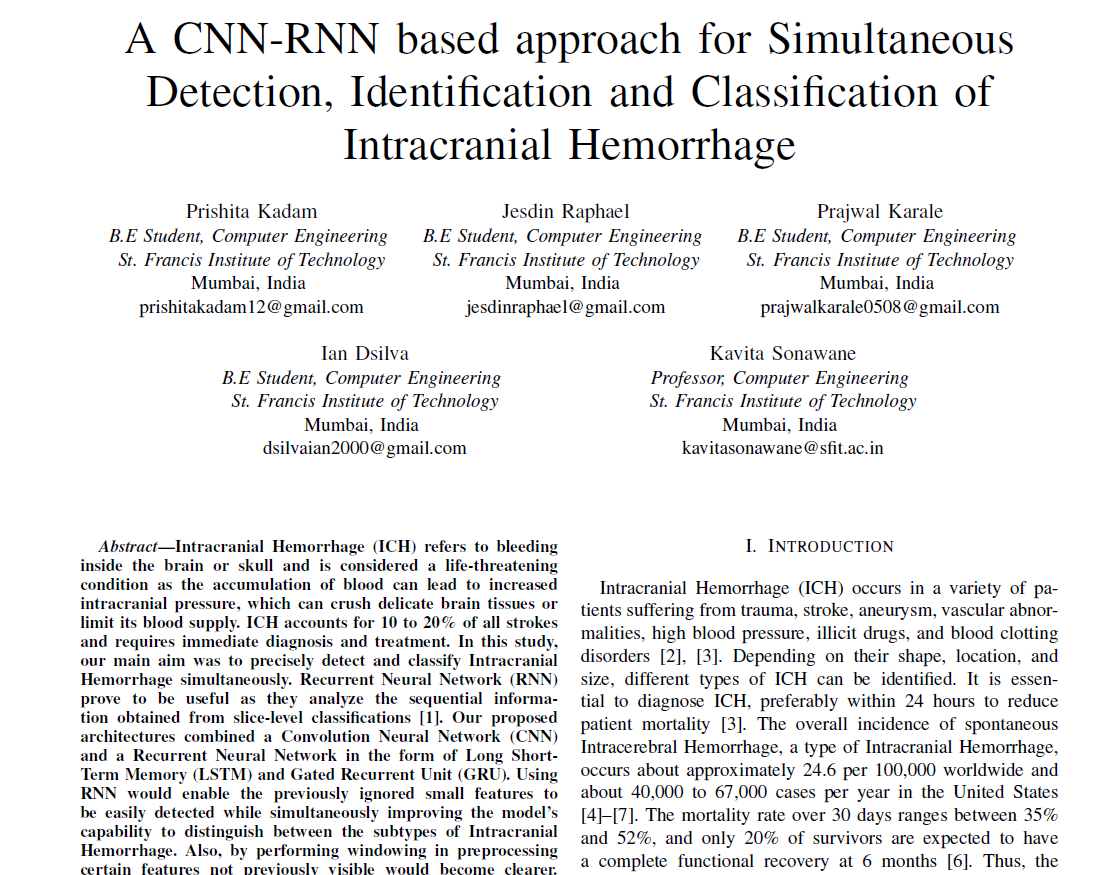 A CNN-RNN based approach for Simultaneous
Detection, Identification and Classification of
Intracranial Hemorrhage
Prishita Kadam
B.E Student, Computer Engineering
St. Francis Institute of Technology
Mumbai, India
prishitakadam12@gmail.com
Jesdin Raphael
B.E Student, Computer Engineering
St. Francis Institute of Technology
Mumbai, India
jesdinraphael@gmail.com
Prajwal Karale
B.E Student, Computer Engineering
St. Francis Institute of Technology
Mumbai, India
prajwalkarale0508@gmail.com
Ian Dsilva
B.E Student, Computer Engineering
St. Francis Institute of Technology
Mumbai, India
dsilvaian2000@gmail.com
Kavita Sonawane
Professor, Computer Engineering
St. Francis Institute of Technology
Mumbai, India
kavitasonawane@sfit.ac.in
Abstract—Intracranial Hemorrhage (ICH) refers to bleeding
inside the brain or skull and is considered a life-threatening
condition as the accumulation of blood can lead to increased
intracranial pressure, which can crush delicate brain tissues or
limit its blood supply. ICH accounts for 10 to 20% of all strokes
and requires immediate diagnosis and treatment. In this study,
our main aim was to precisely detect and classify Intracranial
Hemorrhage simultaneously. Recurrent Neural Network (RNN)
prove to be useful as they analyze the sequential informa-
tion obtained from slice-level classifications [1]. Our proposed
architectures combined a Convolution Neural Network (CNN)
and a Recurrent Neural Network in the form of Long Short-
Term Memory (LSTM) and Gated Recurrent Unit (GRU). Using
RNN would enable the previously ignored small features to
be easily detected while simultaneously improving the model's
capability to distinguish between the subtypes of Intracranial
Hemorrhage. Also, by performing windowing in preprocessing
certain features not previously visible would become clearer.
I. INTRODUCTION
Intracranial Hemorrhage (ICH) occurs in a variety of pa-
tients suffering from trauma, stroke, aneurysm, vascular abnor-
malities, high blood pressure, illicit drugs, and blood clotting
disorders [2], [3]. Depending on their shape, location, and
size, different types of ICH can be identified. It is essen-
tial to diagnose ICH, preferably within 24 hours to reduce
patient mortality [3]. The overall incidence of spontaneous
Intracerebral Hemorrhage, a type of Intracranial Hemorrhage,
occurs about approximately 24.6 per 100,000 worldwide and
about 40,000 to 67,000 cases per year in the United States
[4]–[7]. The mortality rate over 30 days ranges between 35%
and 52%, and only 20% of survivors are expected to have
a complete functional recovery at 6 months [6]. Thus, the